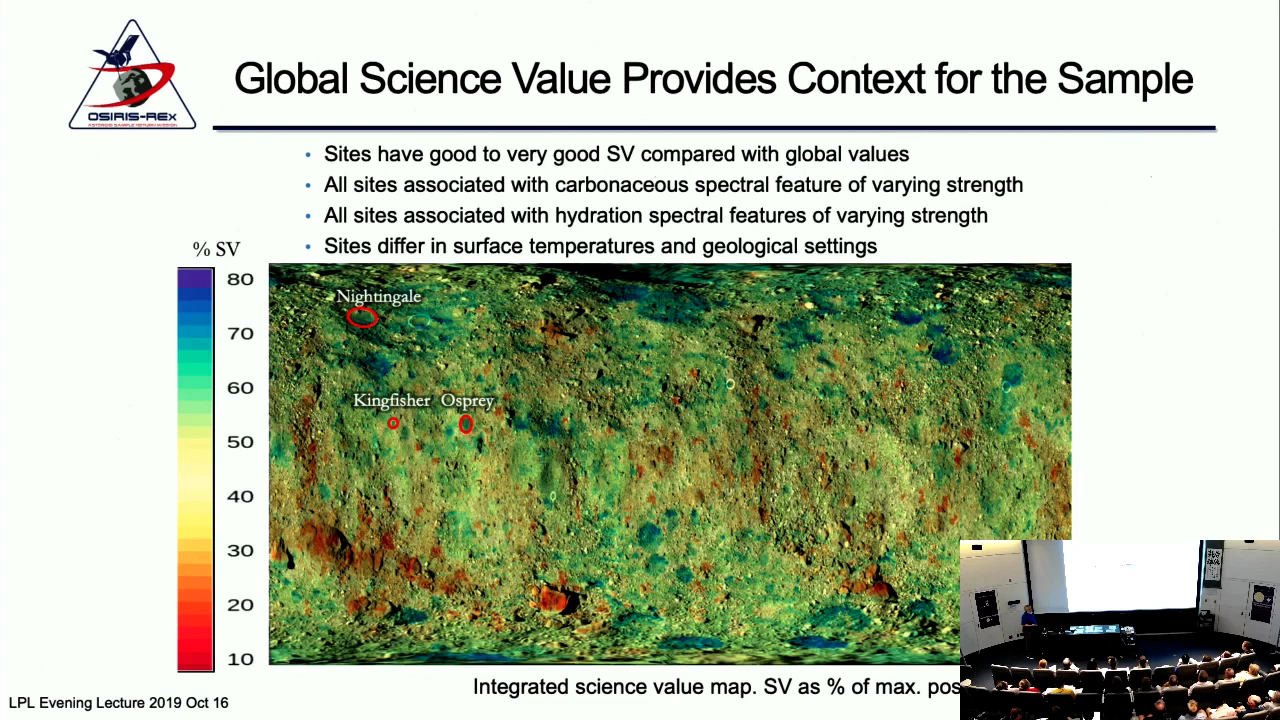 OSIRIS-REx
ASTEROID SAMPLE RETURN MISSION
Global Science Value Provides Context for the Sample
• Sites have good to very good SV compared with global values
• All sites associated with carbonaceous spectral feature of varying strength
• All sites associated with hydration spectral features of varying strength
• Sites differ in surface temperatures and geological settings
% SV
80
70
60
50
40
30
20
10
Nightingale
Kingfisher Osprey
Integrated science value map. SV as % of max. pos
LPL Evening Lecture 2019 Oct 16